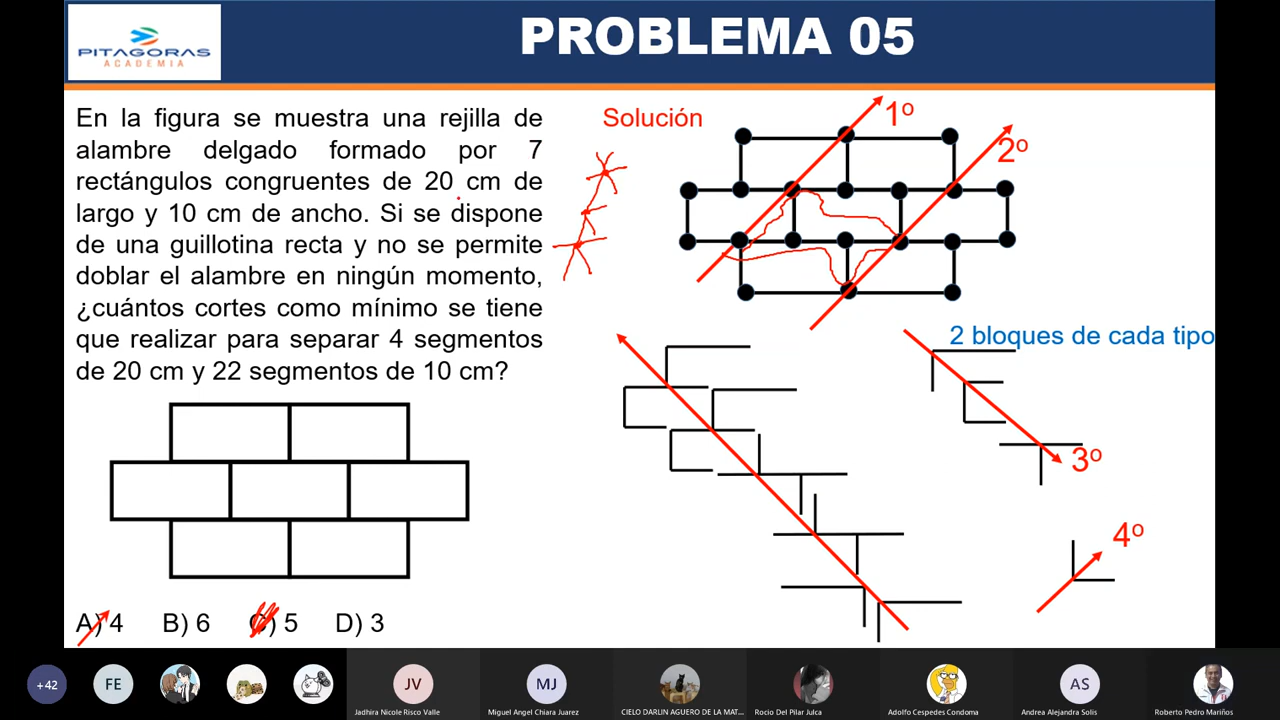 PITAGORAS
ACADEMIA
PROBLEMA 05
En la figura se muestra una rejilla de
alambre delgado formado por 7
rectángulos congruentes de 20 cm de
largo y 10 cm de ancho. Si se dispone
de una guillotina recta y no se permite
doblar el alambre en ningún momento,
¿cuántos cortes como mínimo se tiene
que realizar para separar 4 segmentos
de 20 cm y 22 segmentos de 10 cm?
A) 4 B) 6 C) 5 D) 3
Solución
1º
2º
2 bloques de cada tipo
3º
4º
+42
FE
JV
Jadhira Nicole Risco Valle
MJ
Miguel Angel Chiara Juarez
CIELO DARLIN AGUERO DE LA MAT...
Rocio Del Pilar Julca
Adolfo Cespedes Condoma
AS
Andrea Alejandra Solis
Roberto Pedro Mariños